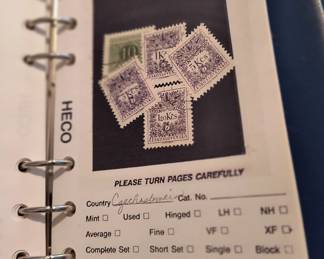 HECO
PLEASE TURN PAGES CAREFULLY
Country Czechoslovakia Cat. No.
Mint Used Hinged LH NH
Average Fine VF XF
Complete Set Short Set Single Block